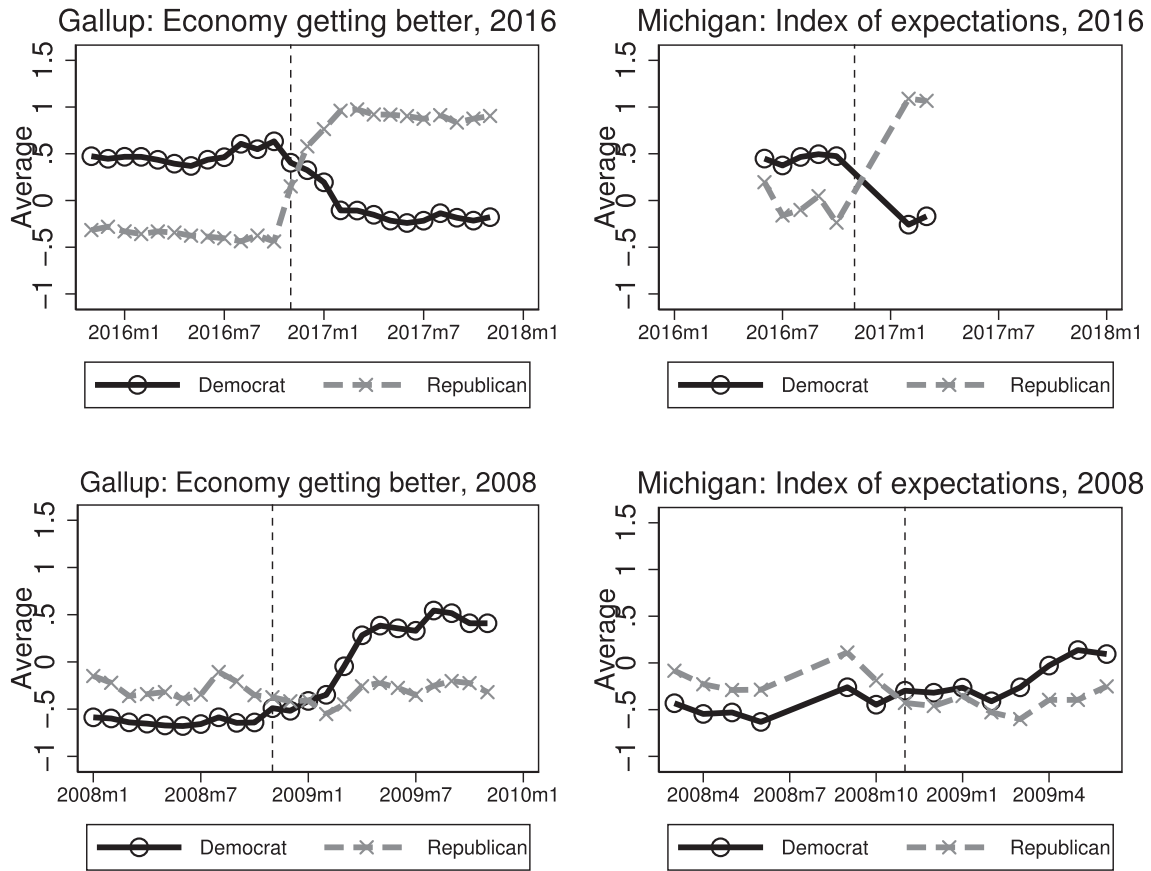 Gallup: Economy getting better, 2016
Average
1.5
1
.5
0
−.5
−1
2016m1 2016m7 2017m1 2017m7 2018m1
Democrat Republican
Michigan: Index of expectations, 2016
Average
1.5
1
.5
0
−.5
−1
2016m1 2016m7 2017m1 2017m7 2018m1
Democrat Republican
Gallup: Economy getting better, 2008
Average
1.5
1
.5
0
−.5
−1
2008m1 2008m7 2009m1 2009m7 2010m1
Democrat Republican
Michigan: Index of expectations, 2008
Average
1.5
1
.5
0
−.5
−1
2008m4 2008m7 2008m10 2009m1 2009m4
Democrat Republican